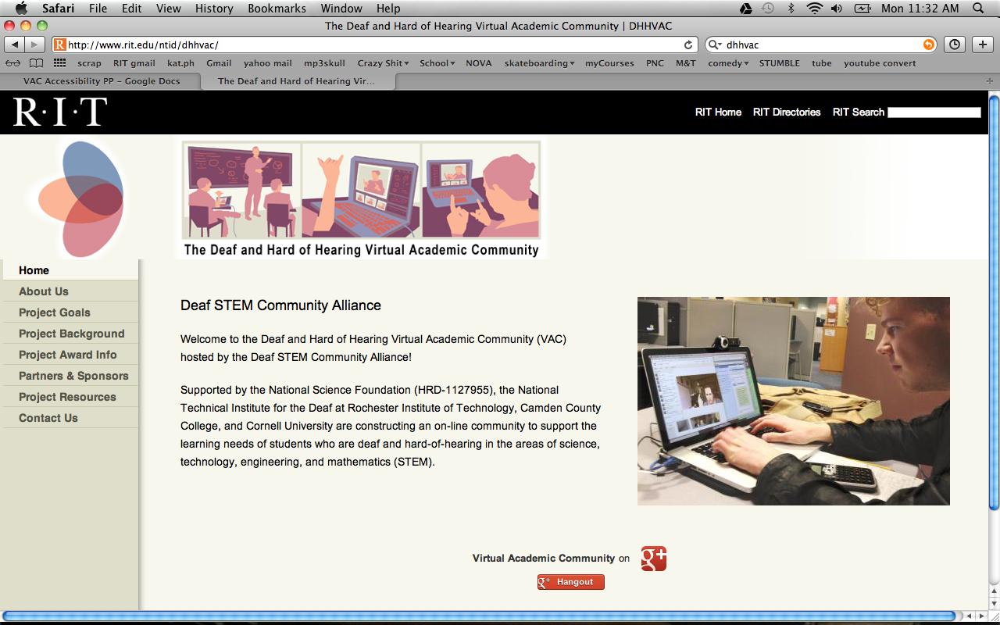 Safari File Edit View History Bookmarks Window Help Mon 11:32 AM
The Deaf and Hard of Hearing Virtual Academic Community | DHHVAC
R http://www.rit.edu/ntid/dhhvac/ dhhvac
scrap RIT gmail kat.ph Gmail yahoo mail mp3skull Crazy Shit School NOVA skateboarding myCourses PNC M&T comedy STUMBLE tube youtube convert
VAC Accessibility PP – Google Docs The Deaf and Hard of Hearing Vir...
R·I·T
RIT Home RIT Directories RIT Search
The Deaf and Hard of Hearing Virtual Academic Community
Home
About Us
Project Goals
Project Background
Project Award Info
Partners & Sponsors
Project Resources
Contact Us
Deaf STEM Community Alliance
Welcome to the Deaf and Hard of Hearing Virtual Academic Community (VAC)
hosted by the Deaf STEM Community Alliance!
Supported by the National Science Foundation (HRD-1127955), the National
Technical Institute for the Deaf at Rochester Institute of Technology, Camden County
College, and Cornell University are constructing an on-line community to support the
learning needs of students who are deaf and hard-of-hearing in the areas of science,
technology, engineering, and mathematics (STEM).
Virtual Academic Community on g+
g+ Hangout